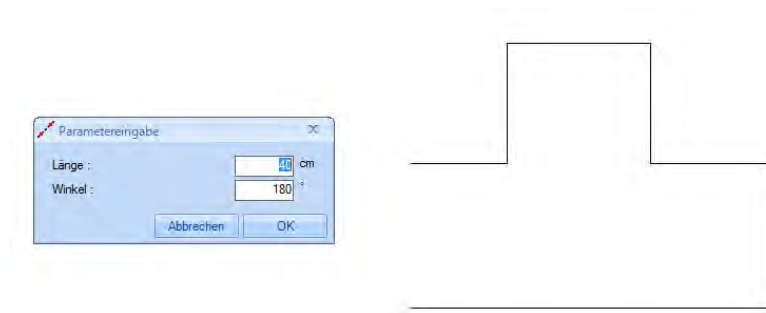 Parametereingabe
Länge : 40 cm
Winkel : 180 °
Abbrechen OK